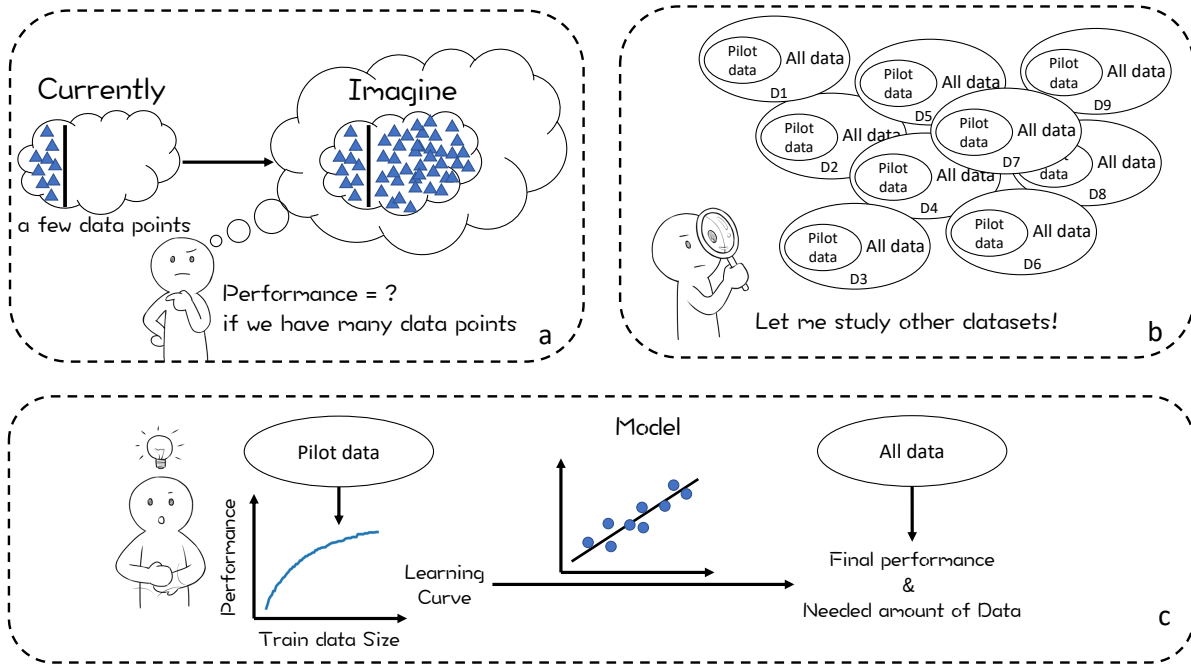 Currently
Imagine
a few data points
Performance = ?
if we have many data points
a
Pilot
data
All data
D1
Pilot
data
All data
D2
Pilot
data
All data
D3
Pilot
data
All data
D4
Pilot
data
All data
D5
Pilot
data
All data
D6
Pilot
data
All data
D7
data
All data
D8
Pilot
data
All data
D9
Let me study other datasets!
b
Pilot data
Performance
Train data Size
Learning
Curve
Model
All data
Final performance
&
Needed amount of Data
c